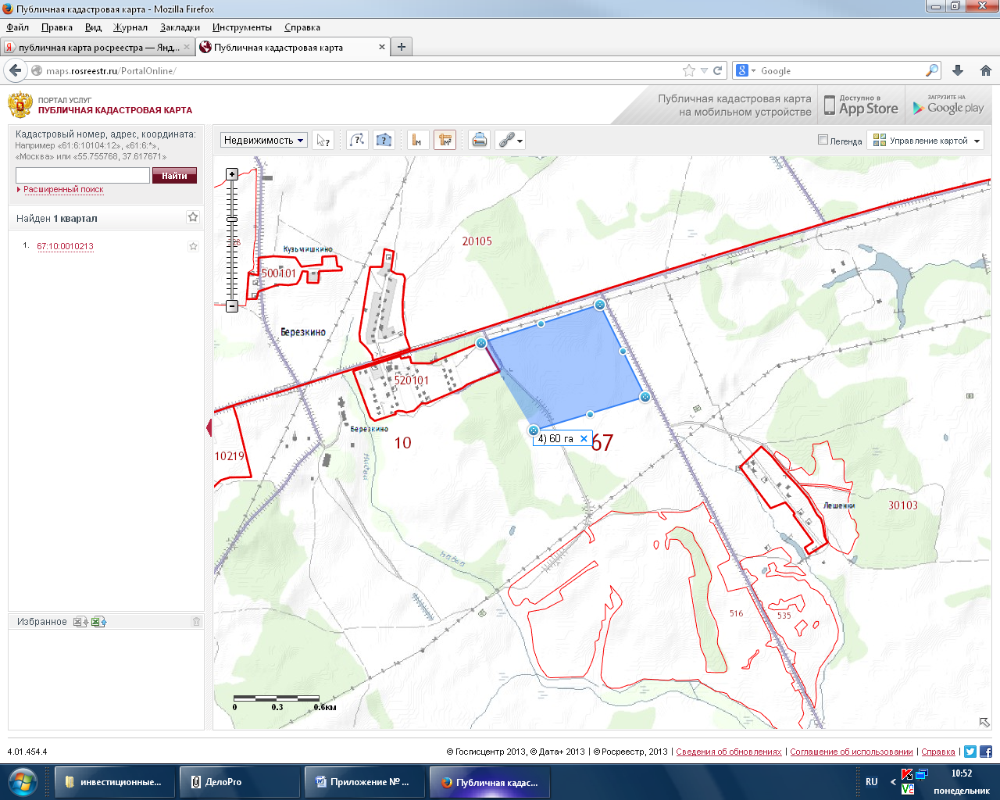 Публичная кадастровая карта - Mozilla Firefox
Файл Правка Вид Журнал Закладки Инструменты Справка
публичная карта росреестра — Янд...
Публичная кадастровая карта
maps.rosreestr.ru/PortalOnline/
Google
ПОРТАЛ УСЛУГ
ПУБЛИЧНАЯ КАДАСТРОВАЯ КАРТА
Публичная кадастровая карта
на мобильном устройстве
Доступно в
App Store
ЗАГРУЗИТЕ НА
Google play
Кадастровый номер, адрес, координата:
Например «61:6:10104:12», «61:6:*»,
«Москва» или «55.755768, 37.617671»
Найти
Расширенный поиск
Найден 1 квартал
1. 67:10:0010213
Избранное
Недвижимость
Легенда
Управление картой
20105
Кузьмишкино
500101
Березкино
520101
Березкино
10
10219
4) 60 га
67
Лешенки
30103
516
535
0 0.3 0.6км
4.01.454.4
© Госгисцентр 2013, © Дата+ 2013 | © Росреестр, 2013 | Сведения об обновлениях | Соглашение об использовании | Справка |
инвестиционные...
ДелоPro
Приложение № ...
Публичная кадас...
RU
10:52
понедельник